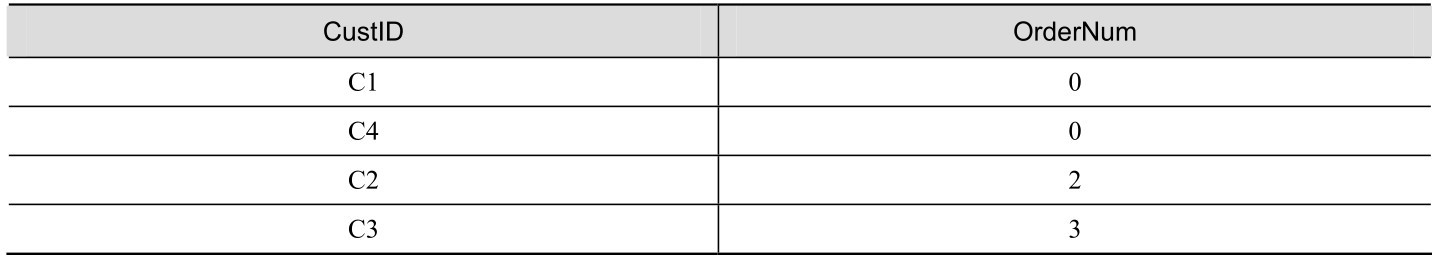 CustID OrderNum
C1 0
C4 0
C2 2
C3 3